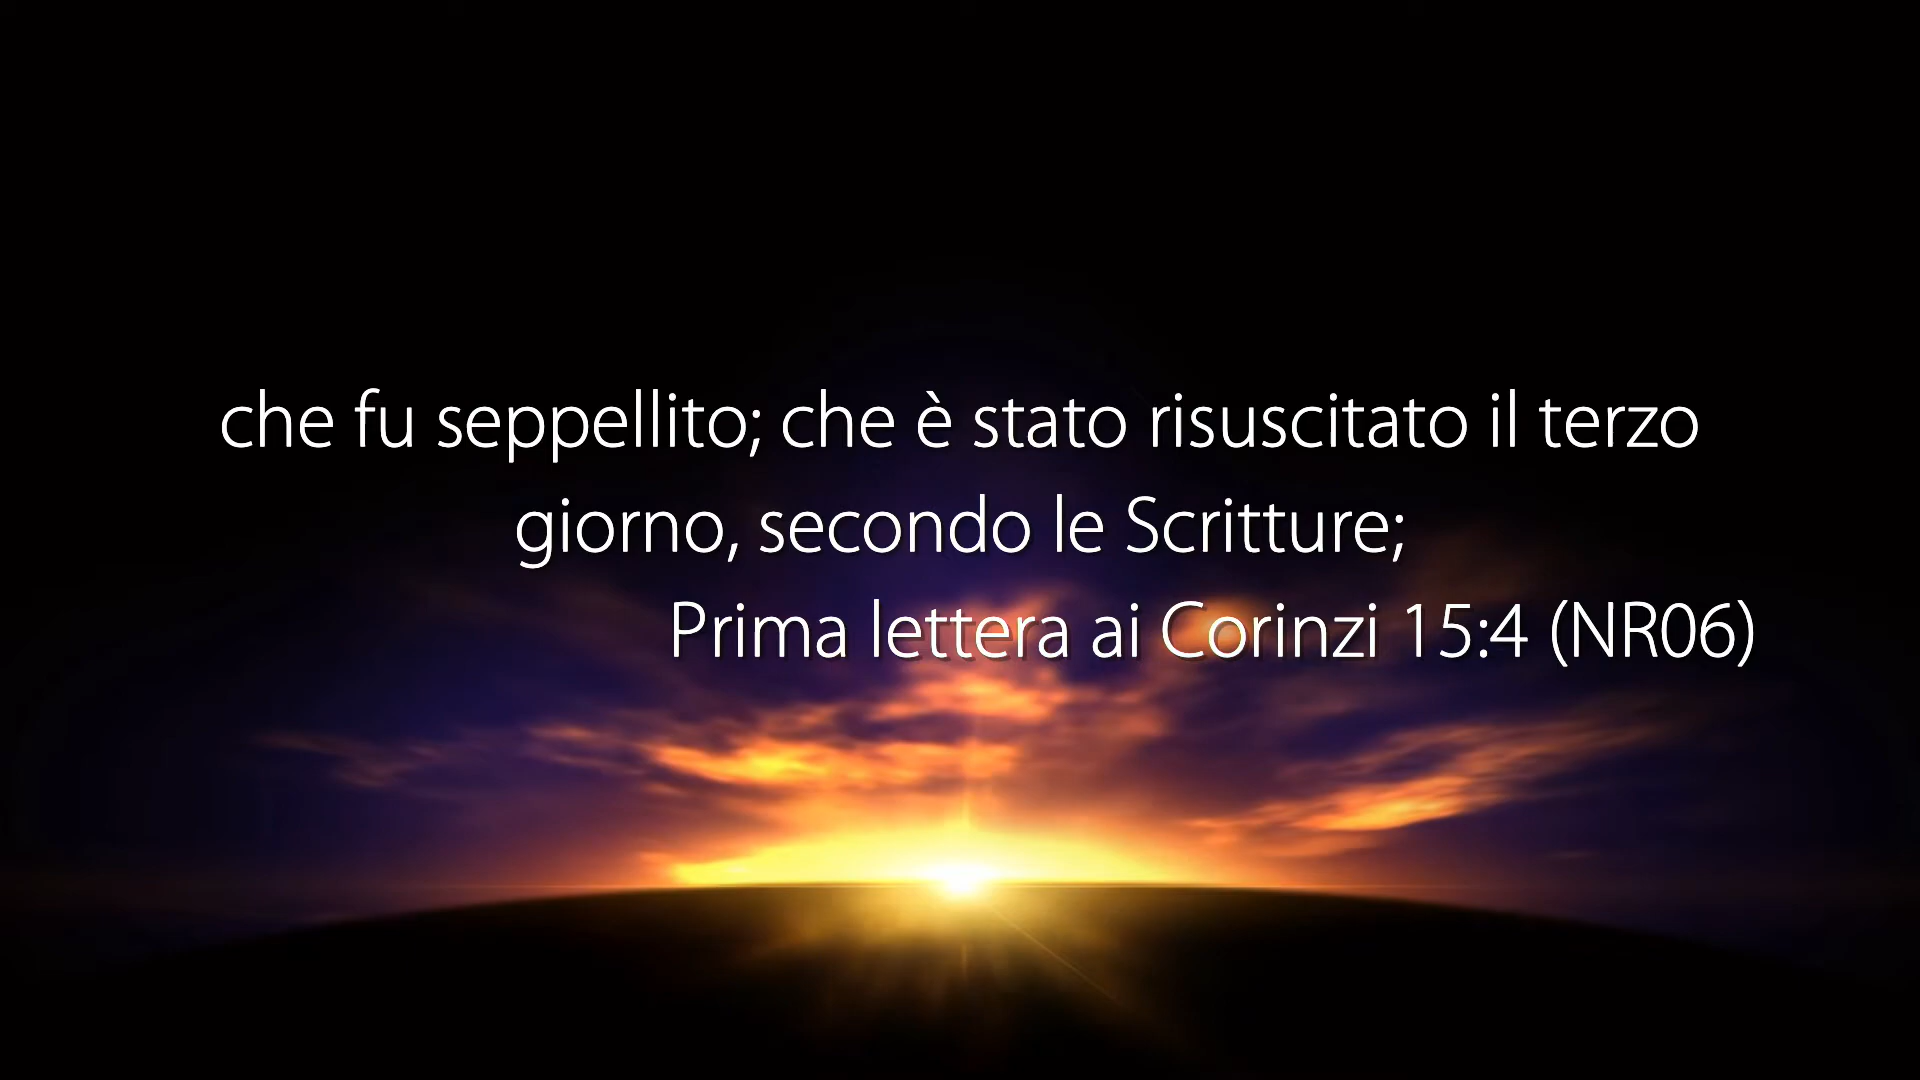 che fu seppellito; che è stato risuscitato il terzo
giorno, secondo le Scritture;
Prima lettera ai Corinzi 15:4 (NR06)